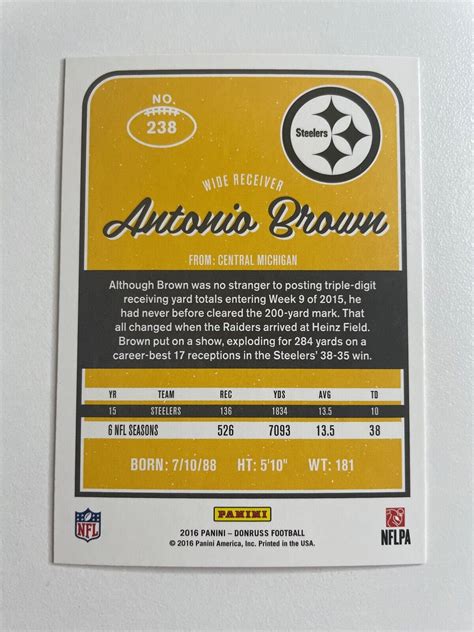 NO.
238
Steelers
WIDE RECEIVER
Antonio Brown
FROM: CENTRAL MICHIGAN
Although Brown was no stranger to posting triple-digit
receiving yard totals entering Week 9 of 2015, he
had never before cleared the 200-yard mark. That
all changed when the Raiders arrived at Heinz Field.
Brown put on a show, exploding for 284 yards on
a career-best 17 receptions in the Steelers' 38-35 win.
YR TEAM REC YDS AVG TD
15 STEELERS 136 1834 13.5 10
6 NFL SEASONS 526 7093 13.5 38
BORN: 7/10/88 HT: 5'10" WT: 181
NFL
PANINI
NFLPA
2016 PANINI – DONRUSS FOOTBALL
© 2016 Panini America, Inc. Printed in the USA.